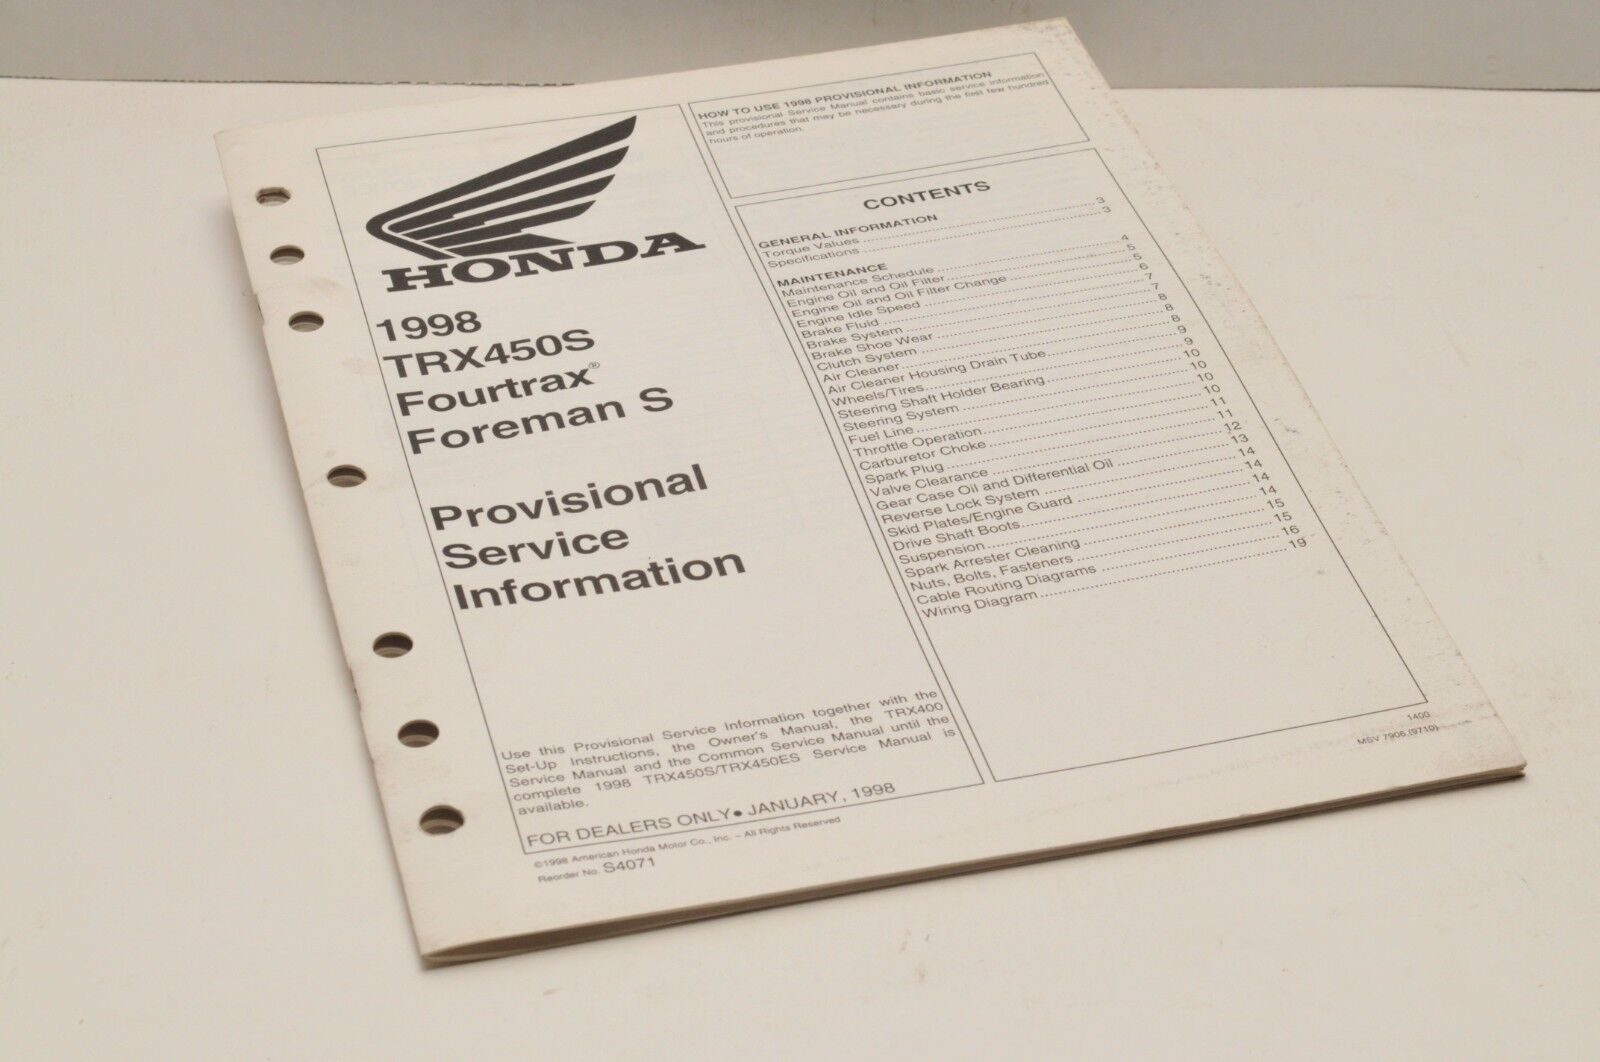 HONDA
1998
TRX450S
Fourtrax®
Foreman S
Provisional
Service
Information
Use this Provisional Service Information together with the
Set-Up Instructions, the Owner's Manual, the TRX400
Service Manual and the Common Service Manual until the
complete 1998 TRX450S/TRX450ES Service Manual is
available.
FOR DEALERS ONLY • JANUARY, 1998
©1998 American Honda Motor Co., Inc. – All Rights Reserved
Reorder No. S4071
HOW TO USE 1998 PROVISIONAL INFORMATION
This provisional Service Manual contains basic service information
and procedures that may be necessary during the first few hundred
hours of operation.
CONTENTS
GENERAL INFORMATION
Torque Values ... 3
Specifications ... 3
MAINTENANCE
Maintenance Schedule ... 4
Engine Oil and Oil Filter ... 5
Engine Oil and Oil Filter Change ... 5
Engine Idle Speed ... 6
Brake Fluid ... 7
Brake System ... 7
Brake Shoe Wear ... 8
Clutch System ... 8
Air Cleaner ... 8
Air Cleaner Housing Drain Tube ... 9
Wheels/Tires ... 9
Steering Shaft Holder Bearing ... 10
Steering System ... 10
Fuel Line ... 10
Throttle Operation ... 10
Carburetor Choke ... 11
Spark Plug ... 11
Valve Clearance ... 12
Gear Case Oil and Differential Oil ... 13
Reverse Lock System ... 14
Skid Plates/Engine Guard ... 14
Drive Shaft Boots ... 14
Suspension ... 14
Spark Arrester Cleaning ... 15
Nuts, Bolts, Fasteners ... 15
Cable Routing Diagrams ... 16
Wiring Diagram ... 19
1400
MSV 7906 (9710)